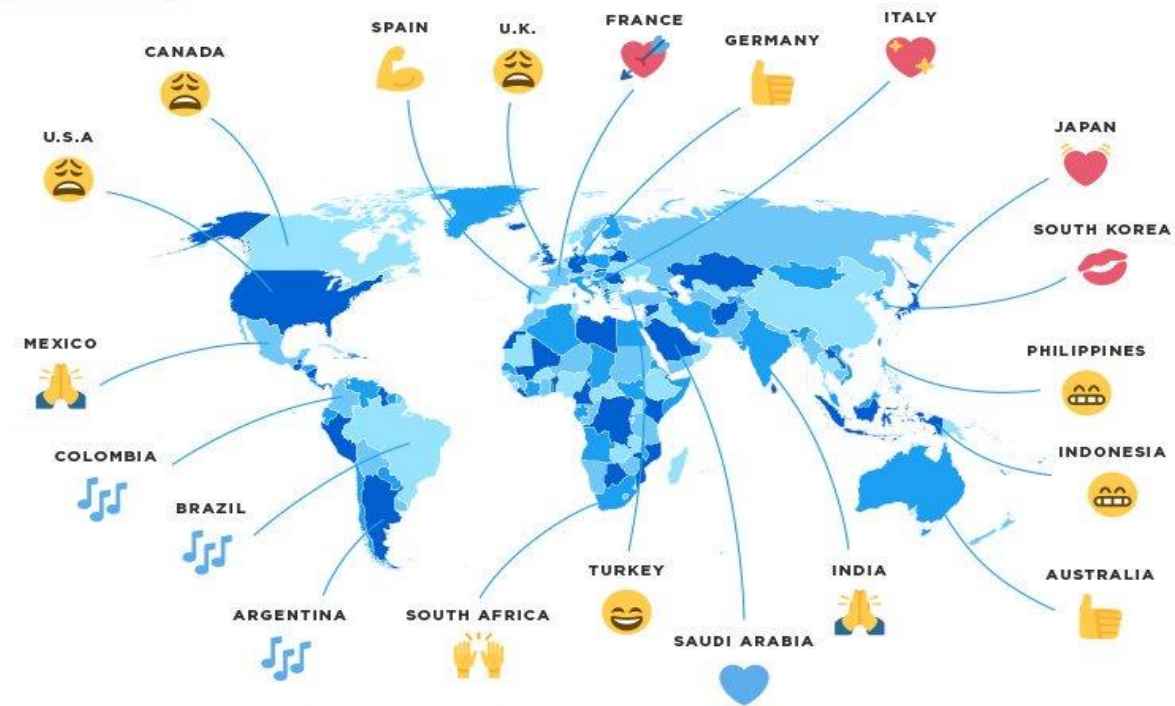 SPAIN
U.K.
FRANCE
GERMANY
ITALY
CANADA
U.S.A
JAPAN
SOUTH KOREA
MEXICO
PHILIPPINES
COLOMBIA
INDONESIA
BRAZIL
TURKEY
INDIA
AUSTRALIA
ARGENTINA
SOUTH AFRICA
SAUDI ARABIA